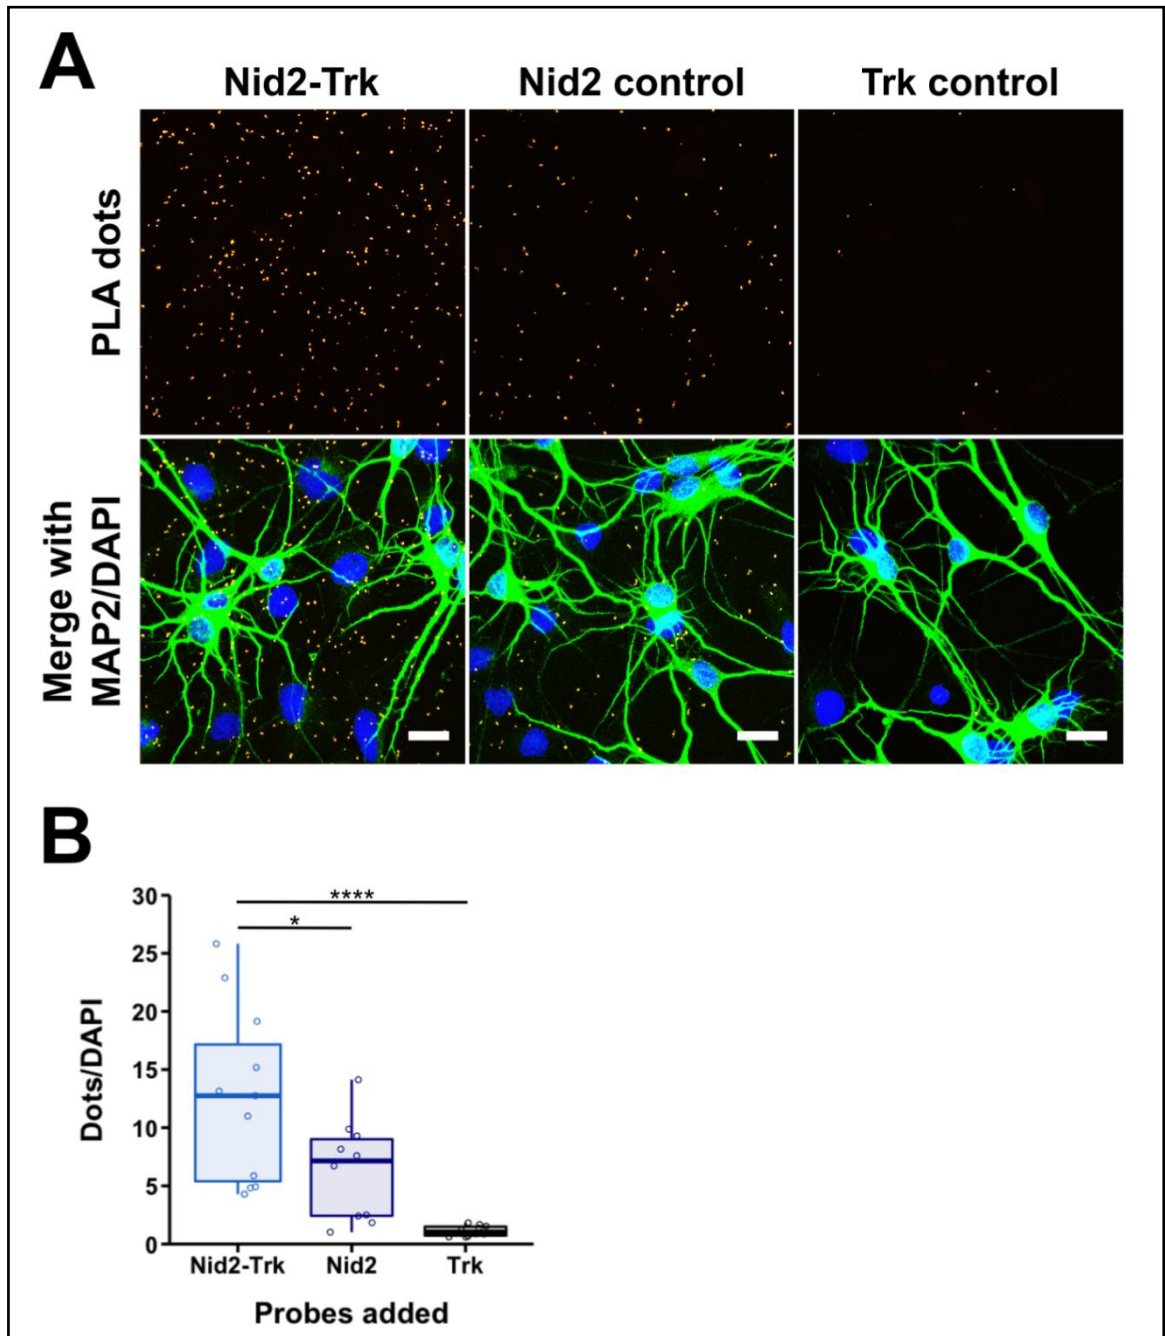 A
Nid2-Trk Nid2 control Trk control
PLA dots
Merge with
MAP2/DAPI
B
30
25
20
15
10
5
0
Dots/DAPI
****
*
Nid2-Trk Nid2 Trk
Probes added